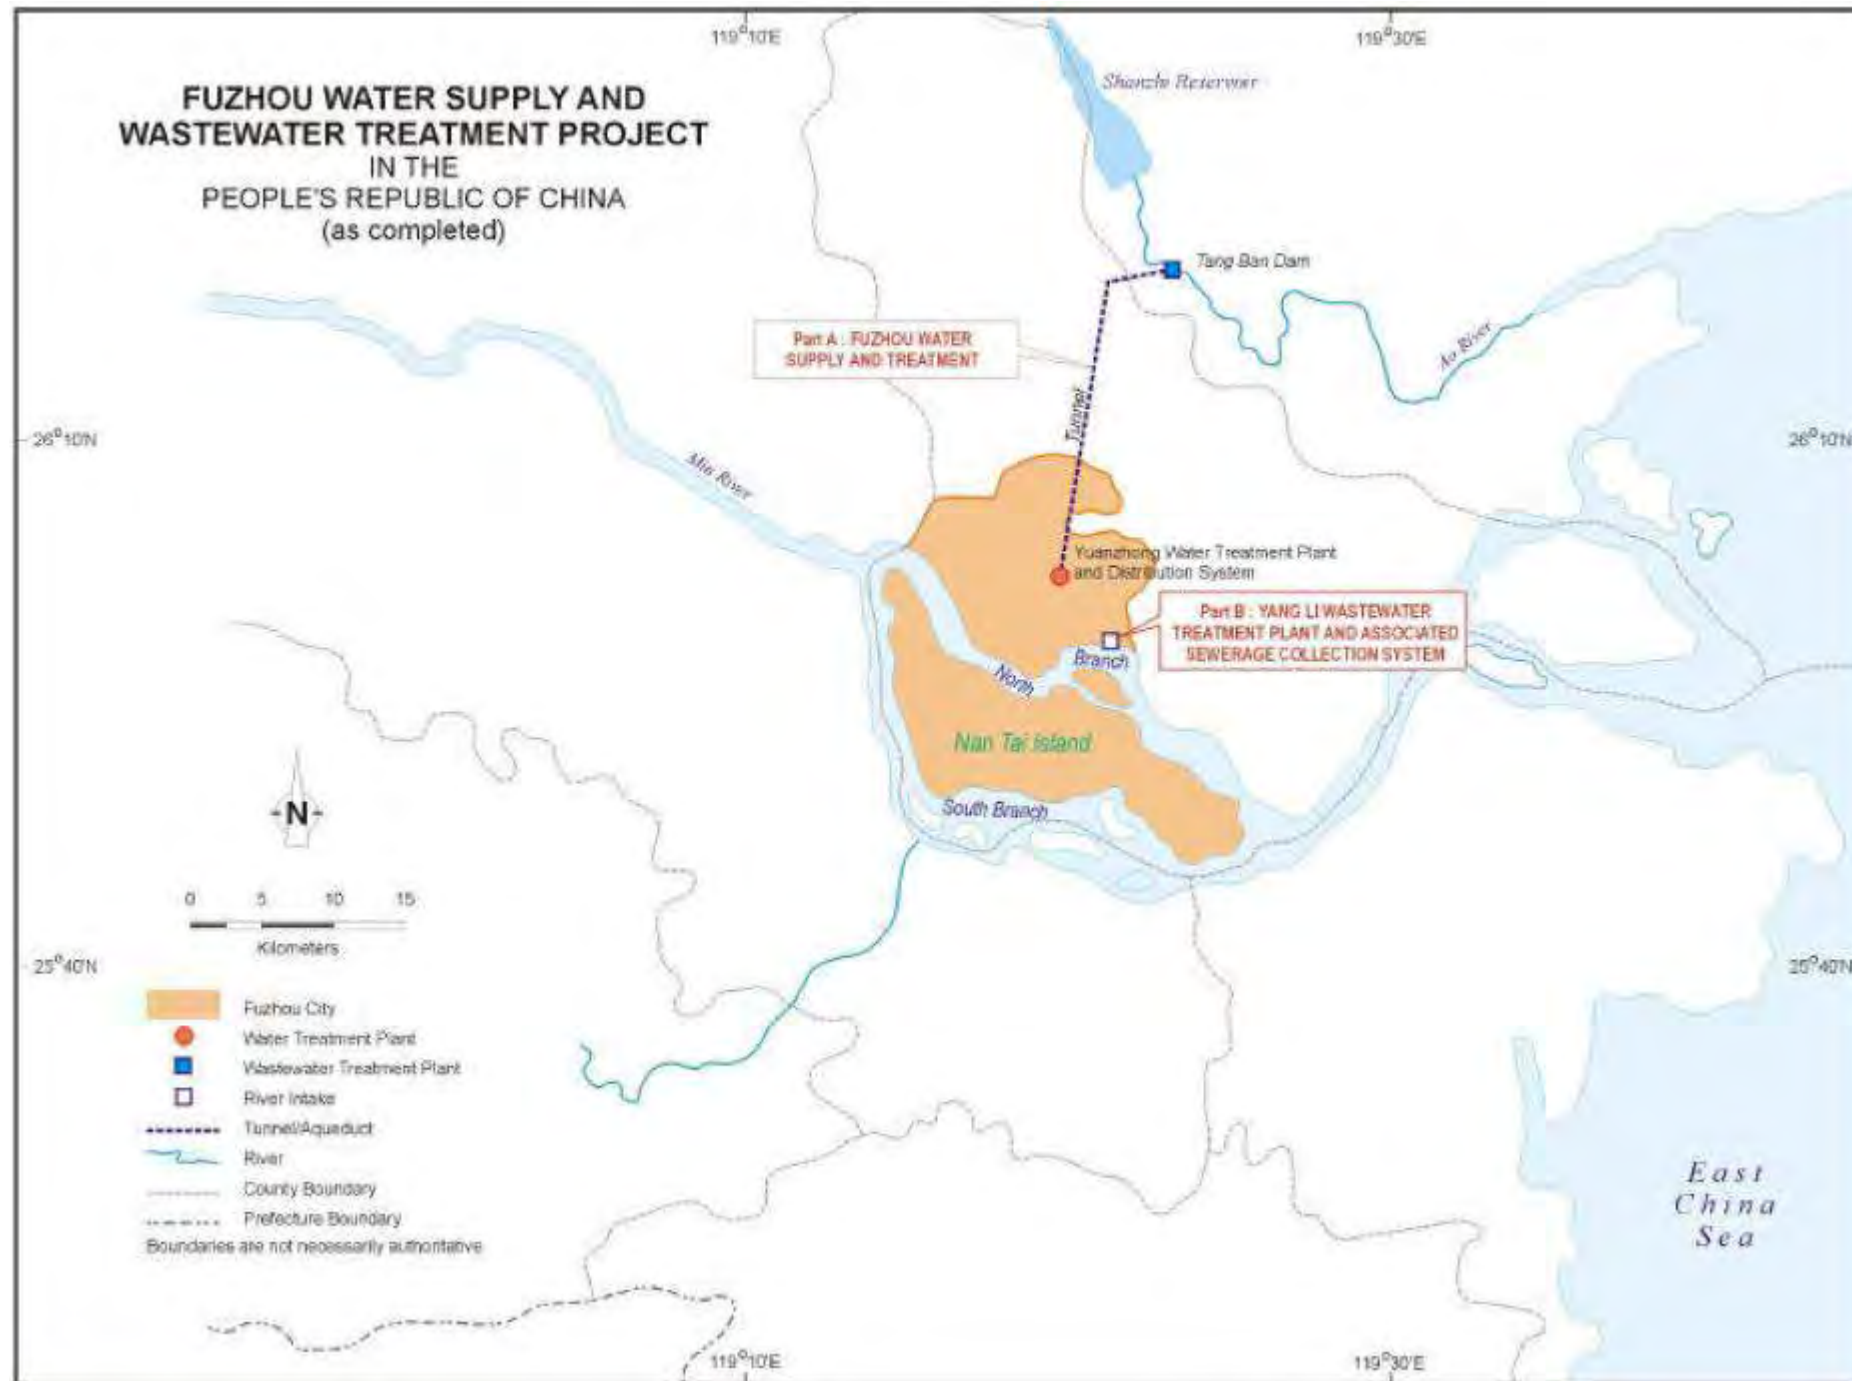 FUZHOU WATER SUPPLY AND
WASTEWATER TREATMENT PROJECT
IN THE
PEOPLE'S REPUBLIC OF CHINA
(as completed)
119°10'E
119°30'E
Shanzhi Reservoir
Tang Ban Dam
Part A : FUZHOU WATER
SUPPLY AND TREATMENT
Ao River
Tunnel
26°10'N
26°10'N
Min River
Yuanzhong Water Treatment Plant
and Distribution System
Part B : YANG LI WASTEWATER
TREATMENT PLANT AND ASSOCIATED
SEWERAGE COLLECTION SYSTEM
North
Branch
Nan Tai Island
South Branch
N
0 5 10 15
Kilometers
25°40'N
25°40'N
Fuzhou City
Water Treatment Plant
Wastewater Treatment Plant
River Intake
Tunnel/Aqueduct
River
County Boundary
Prefecture Boundary
Boundaries are not necessarily authoritative
East
China
Sea
119°10'E
119°30'E